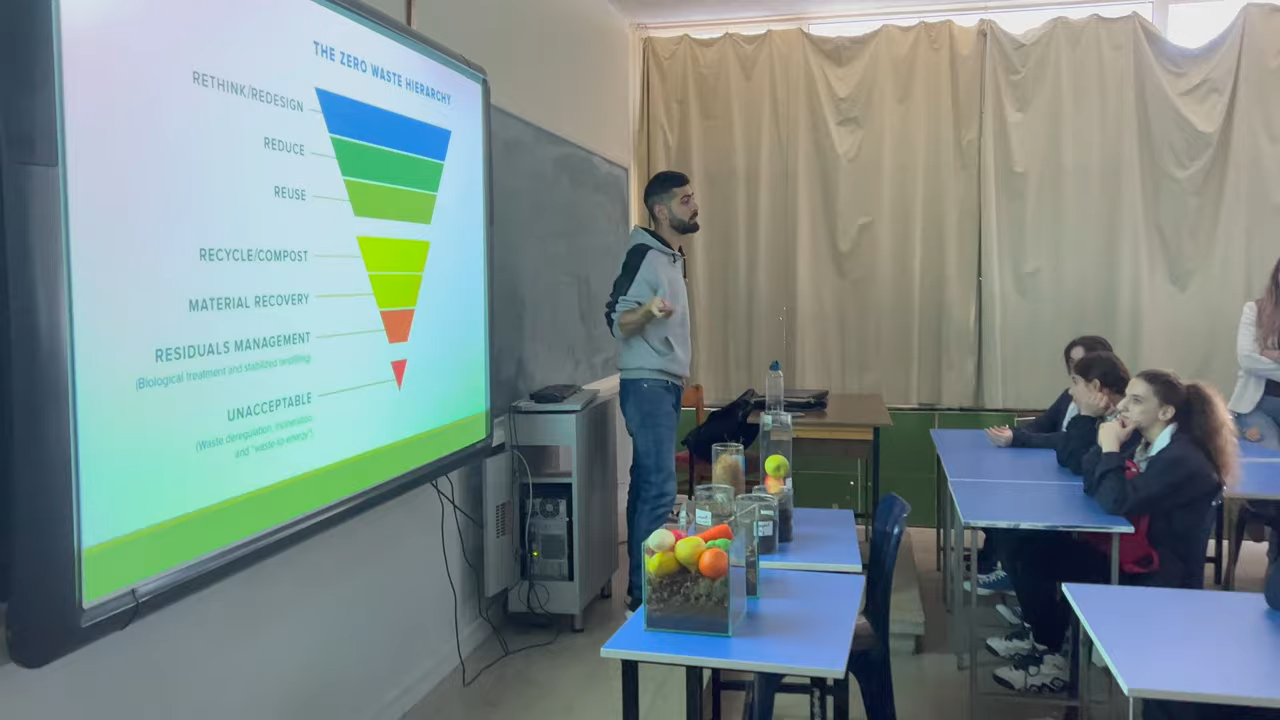 THE ZERO WASTE HIERARCHY
RETHINK/REDESIGN
REDUCE
REUSE
RECYCLE/COMPOST
MATERIAL RECOVERY
RESIDUALS MANAGEMENT
(Biological treatment and stabilized landfilling)
UNACCEPTABLE
(Waste deregulation, incineration
and "waste-to-energy")